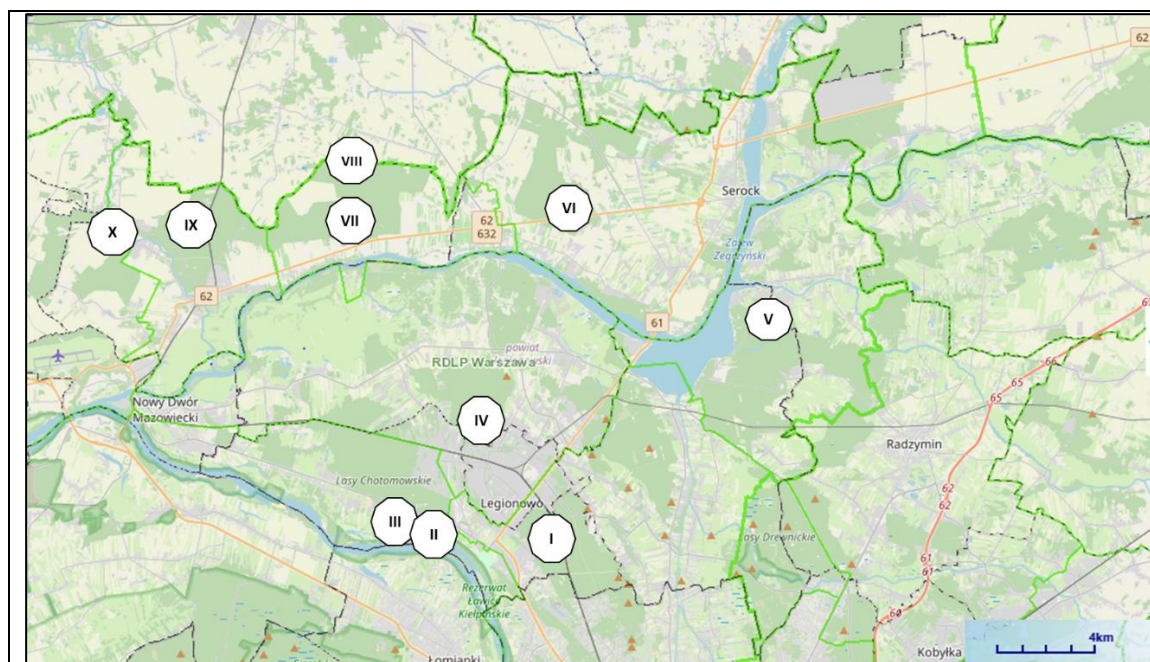 62
VIII
62
632
VI
Serock
X
IX
VII
Zalew
Zegrzyński
62
61
V
powiat
RDLP Warszawa
66
65
65
Nowy Dwór
Mazowiecki
IV
Radzymin
Lasy Chotomowskie
62
62
Legionowo
III
II
I
Lasy Drewnickie
61
61
Rezerwat
Ławice
Kiełpińskie
60
Łomianki
Kobyłka
4km